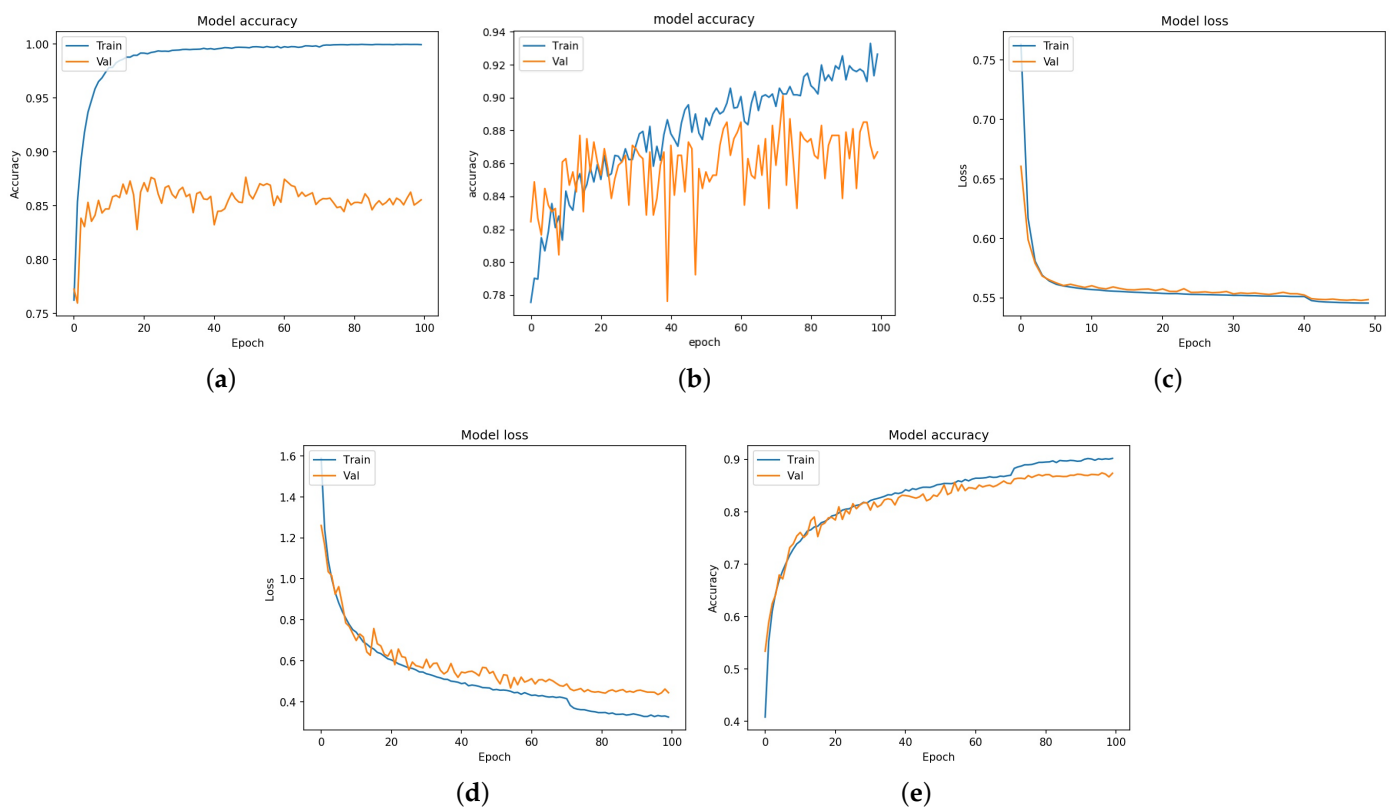 Model accuracy
Train
Val
Accuracy
1.00
0.95
0.90
0.85
0.80
0.75
0 20 40 60 80 100
Epoch
(a)
model accuracy
Train
Val
accuracy
0.94
0.92
0.90
0.88
0.86
0.84
0.82
0.80
0.78
0 20 40 60 80 100
epoch
(b)
Model loss
Train
Val
Loss
0.75
0.70
0.65
0.60
0.55
0 10 20 30 40 50
Epoch
(c)
Model loss
Train
Val
Loss
1.6
1.4
1.2
1.0
0.8
0.6
0.4
0 20 40 60 80 100
Epoch
(d)
Model accuracy
Train
Val
Accuracy
0.9
0.8
0.7
0.6
0.5
0.4
0 20 40 60 80 100
Epoch
(e)